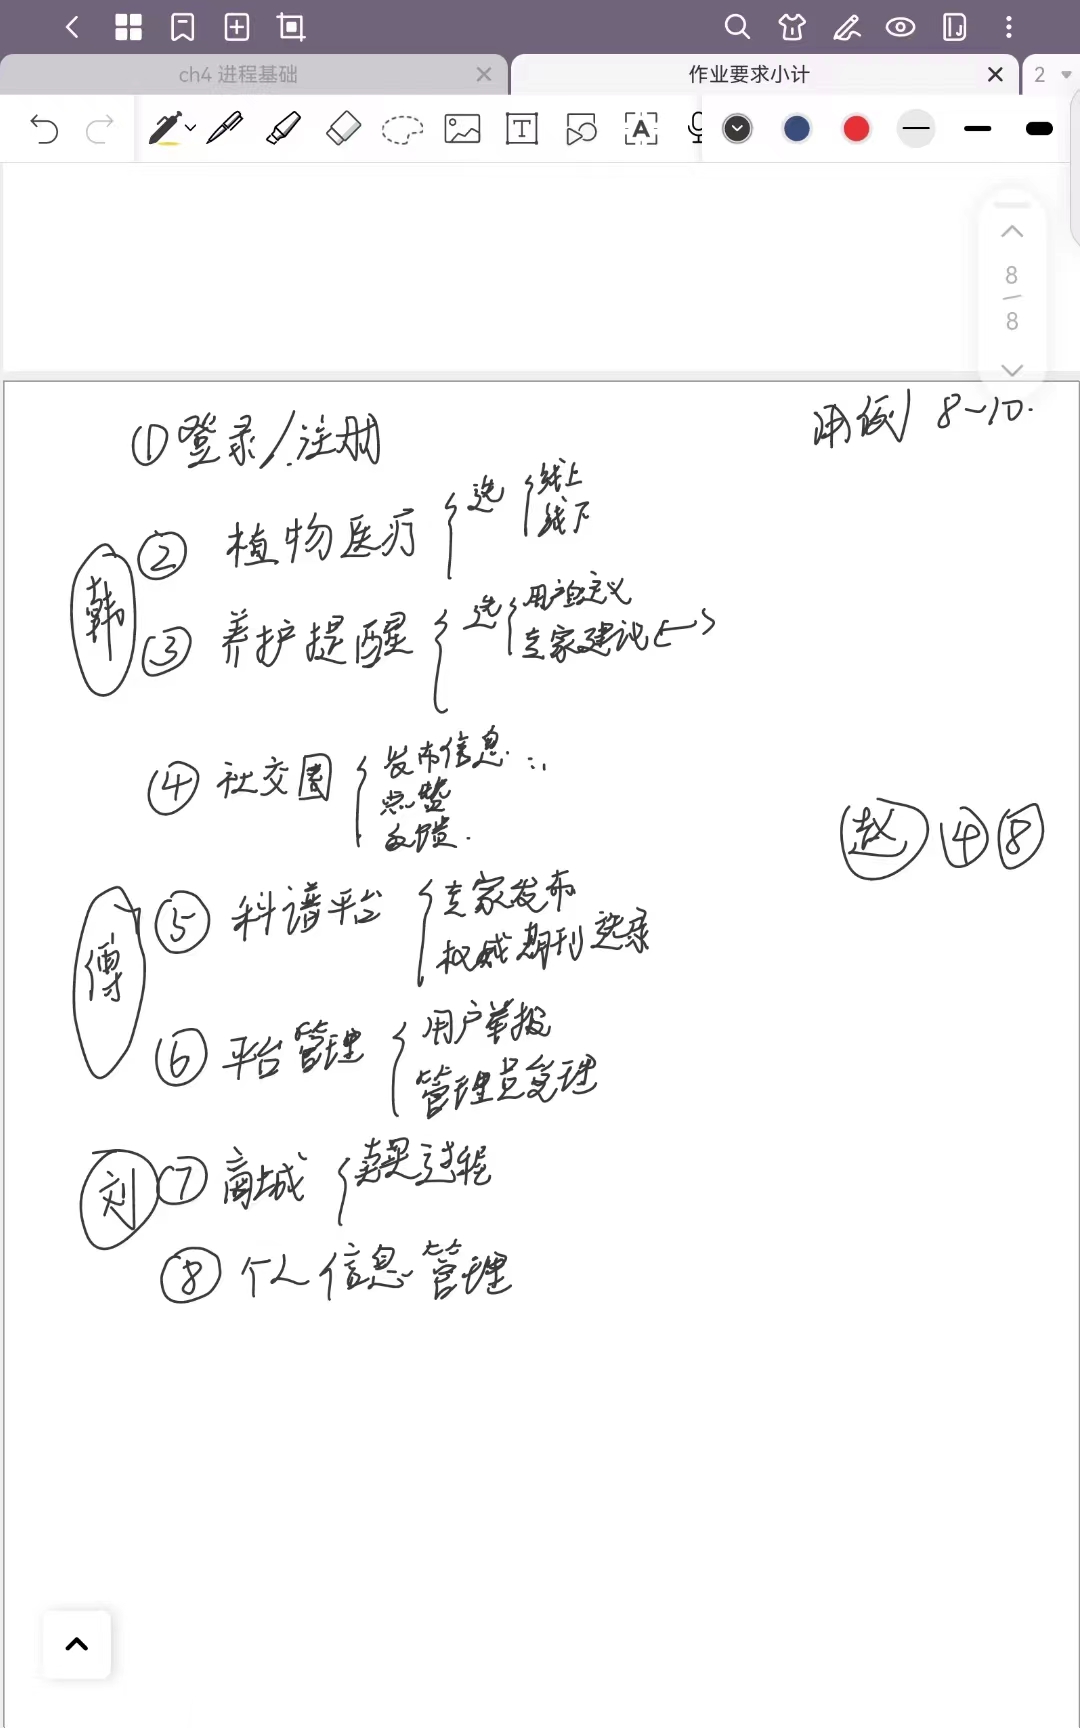 ch4 进程基础
作业要求小计
2
8
8
用例 8~10.
①登录/注册
韩
② 植物医疗 选 线上
线下
③ 养护提醒 选 用户自定义
专家建议
④ 社交圈 发布信息
点赞
反馈.
赵 ④ ⑧
傅
⑤ 科谱平台 专家发布
权威期刊选录
⑥ 平台管理 用户举报
管理员受理
刘
⑦ 商城 卖买过程
⑧ 个人信息管理